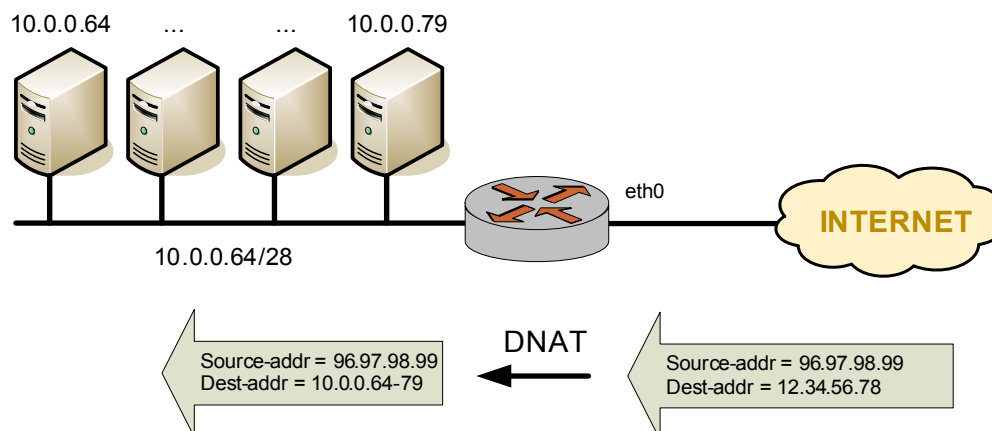 10.0.0.64 ... ... 10.0.0.79
eth0
INTERNET
10.0.0.64/28
DNAT
Source-addr = 96.97.98.99
Dest-addr = 10.0.0.64-79
Source-addr = 96.97.98.99
Dest-addr = 12.34.56.78